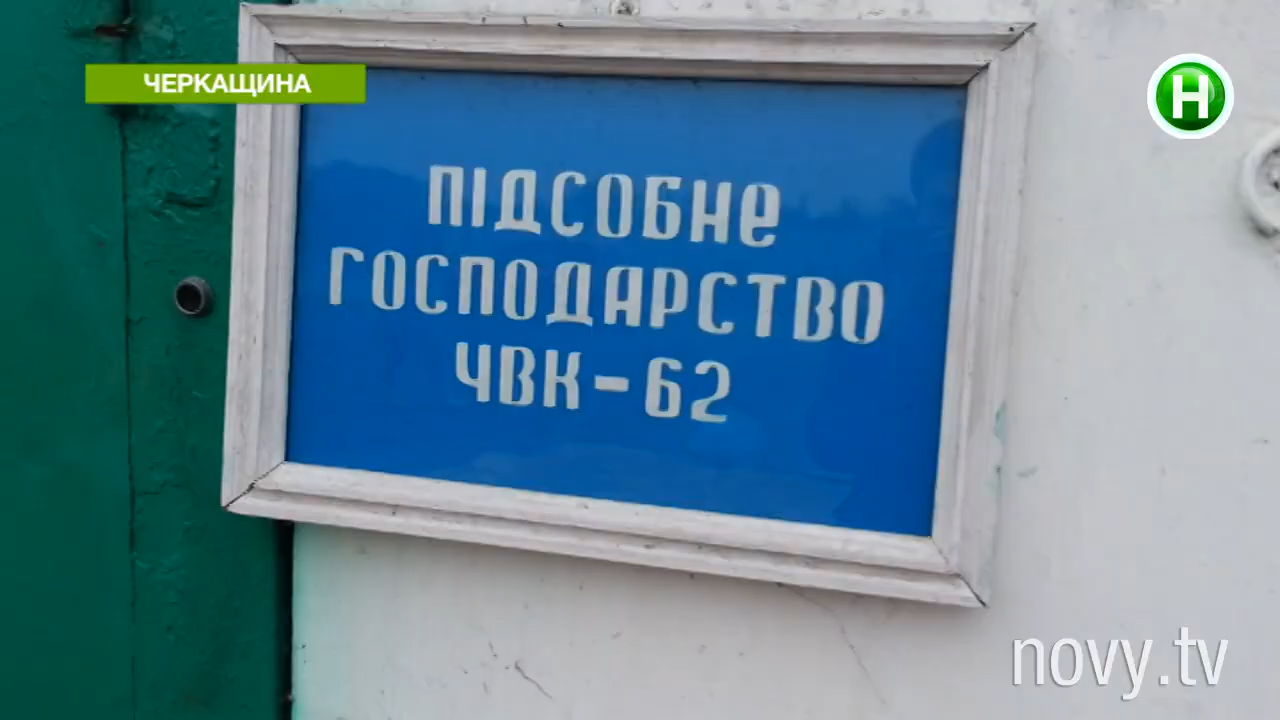 ЧЕРКАЩИНА
Н
ПІДСОБНЕ
ГОСПОДАРСТВО
ЧВК-62
novy.tv